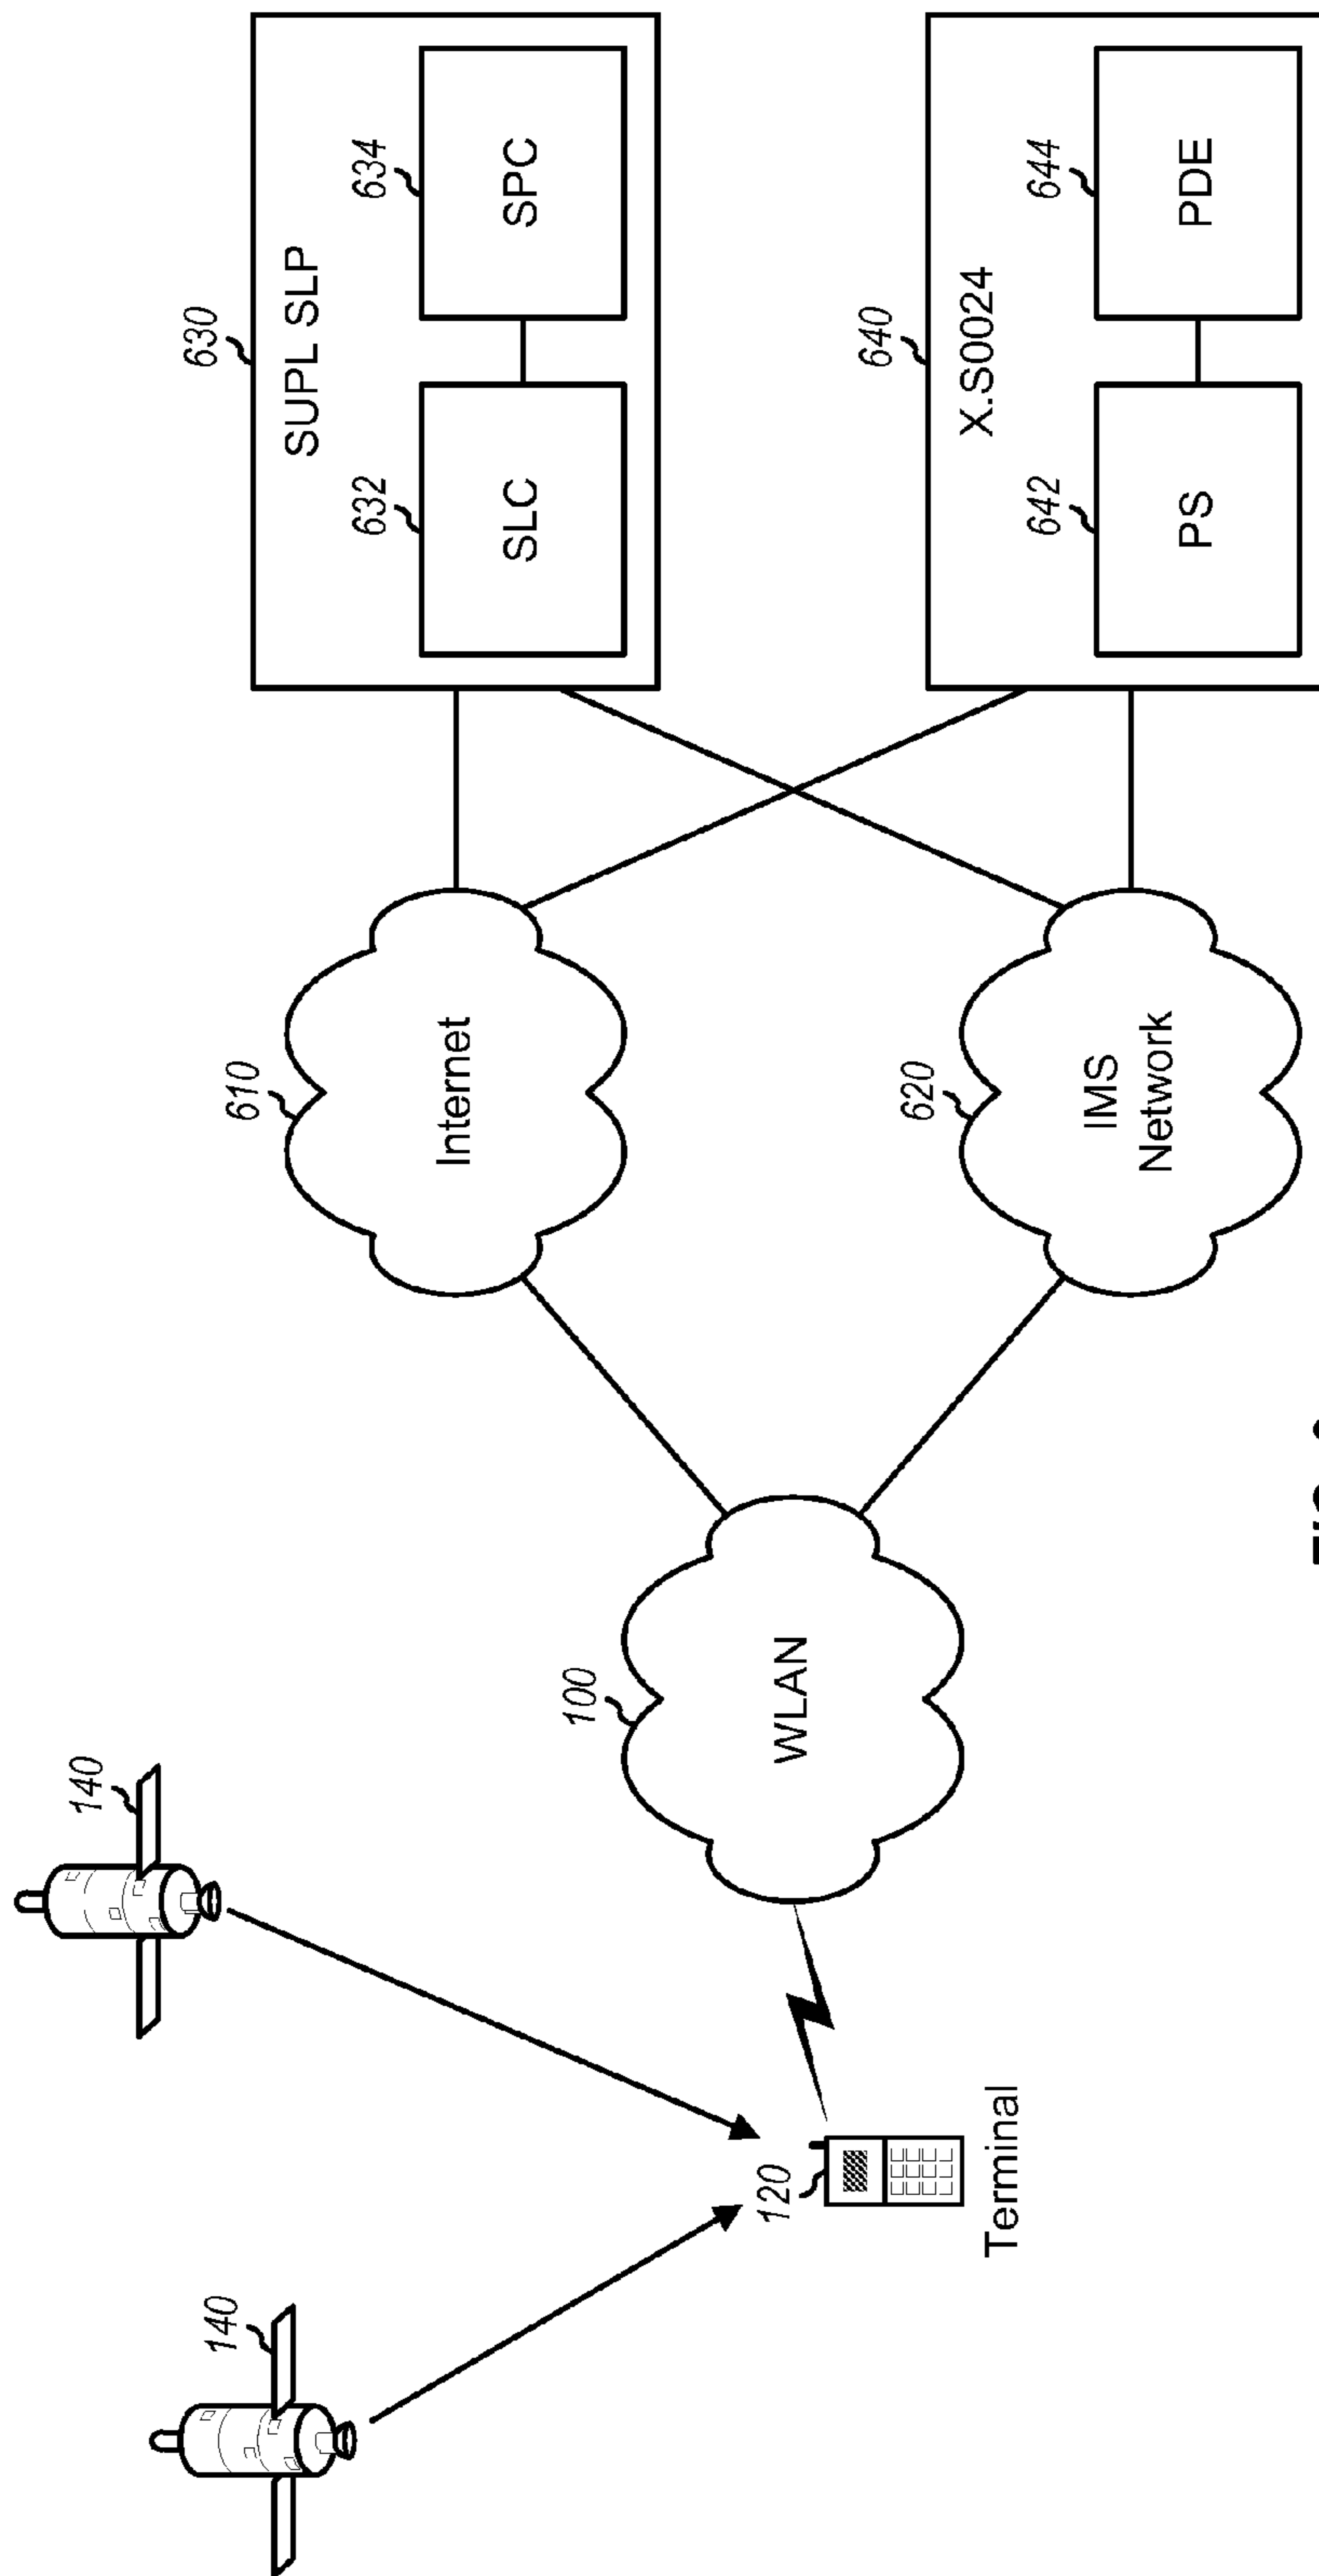 140
140
120
Terminal
100
WLAN
610
Internet
620
IMS
Network
630
SUPL SLP
632
SLC
634
SPC
640
X.S0024
642
PS
644
PDE